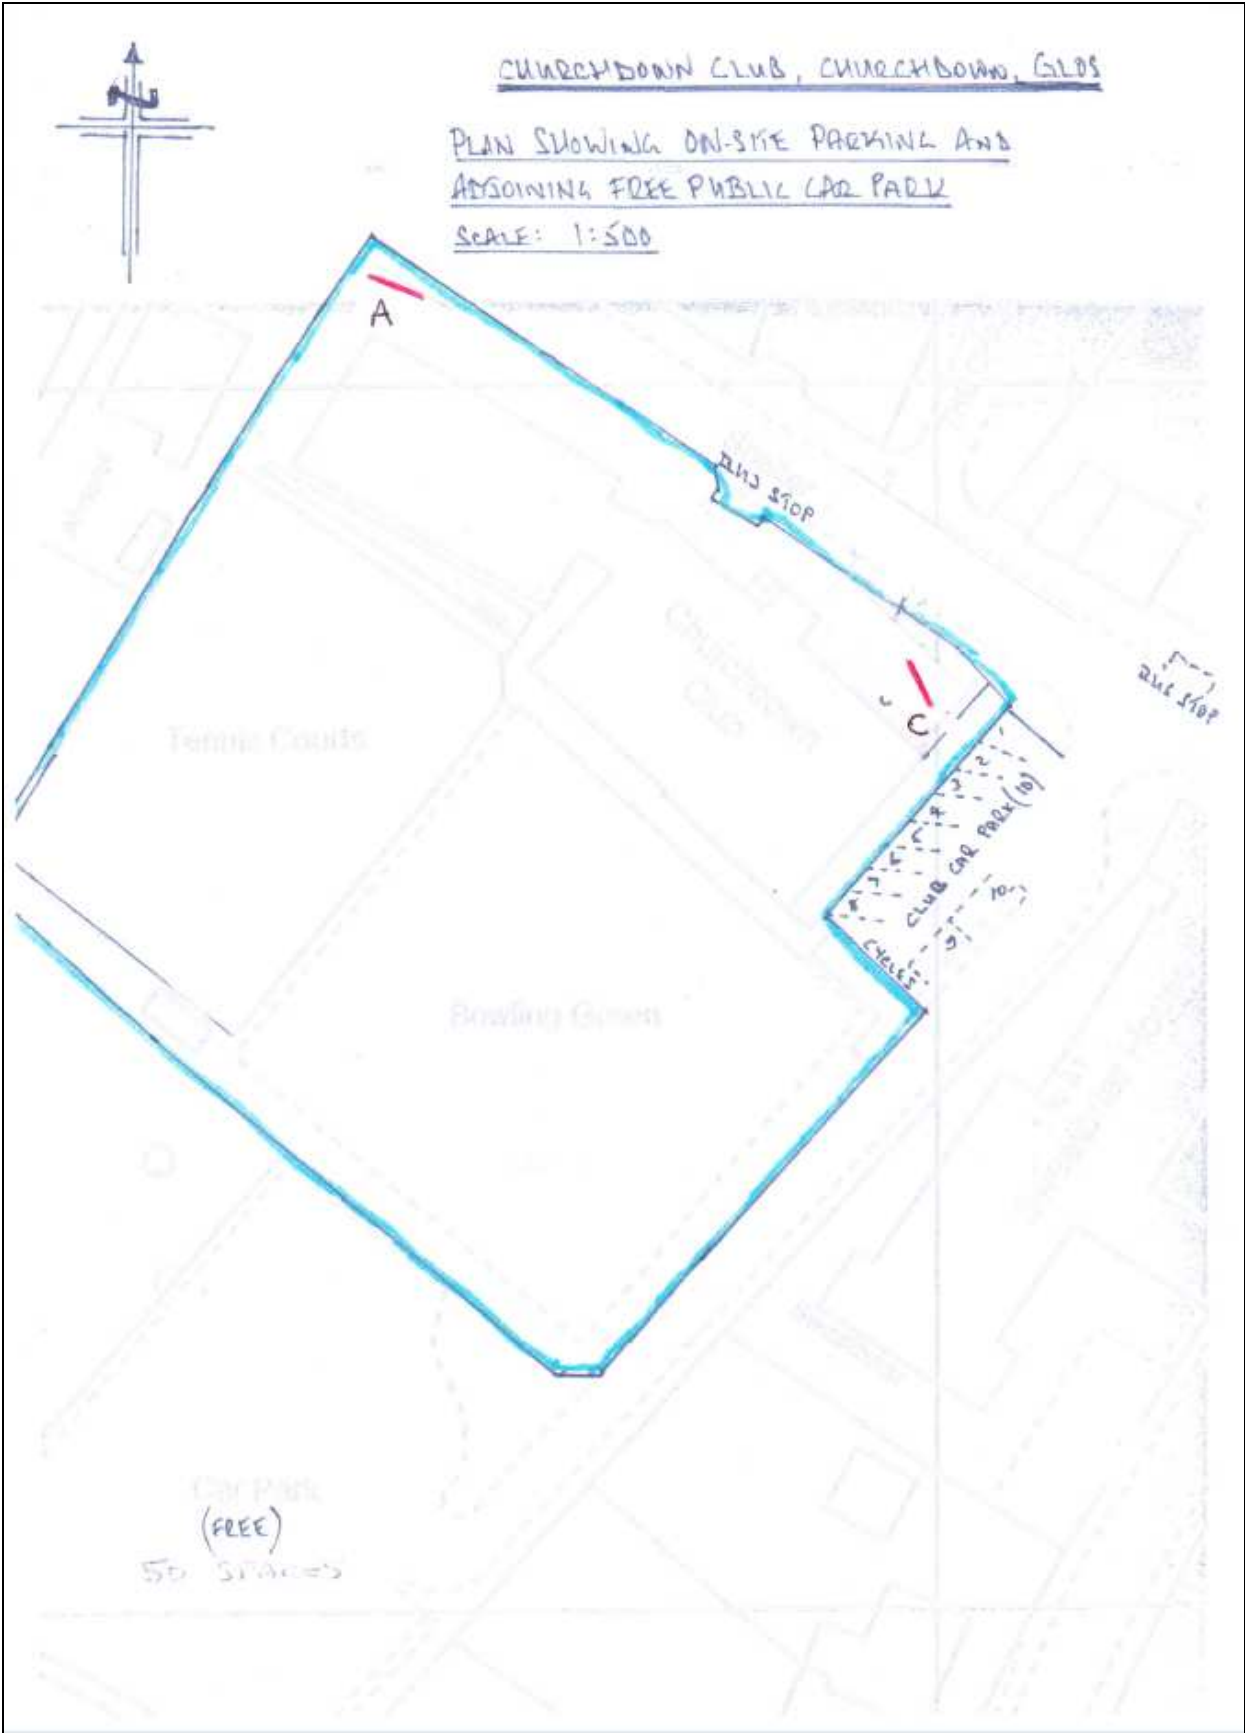 N
CHURCHDOWN CLUB, CHURCHDOWN, GLOS
PLAN SHOWING ON-SITE PARKING AND
ADJOINING FREE PUBLIC CAR PARK
SCALE: 1:500
A
BUS STOP
Churchdown
Club
BUS STOP
C
Tennis Courts
2
3
4
5
6
7
8
CLUB CAR PARK (10)
10
9
CYCLES
Bowling Green
Car Park
(FREE)
50 SPACES